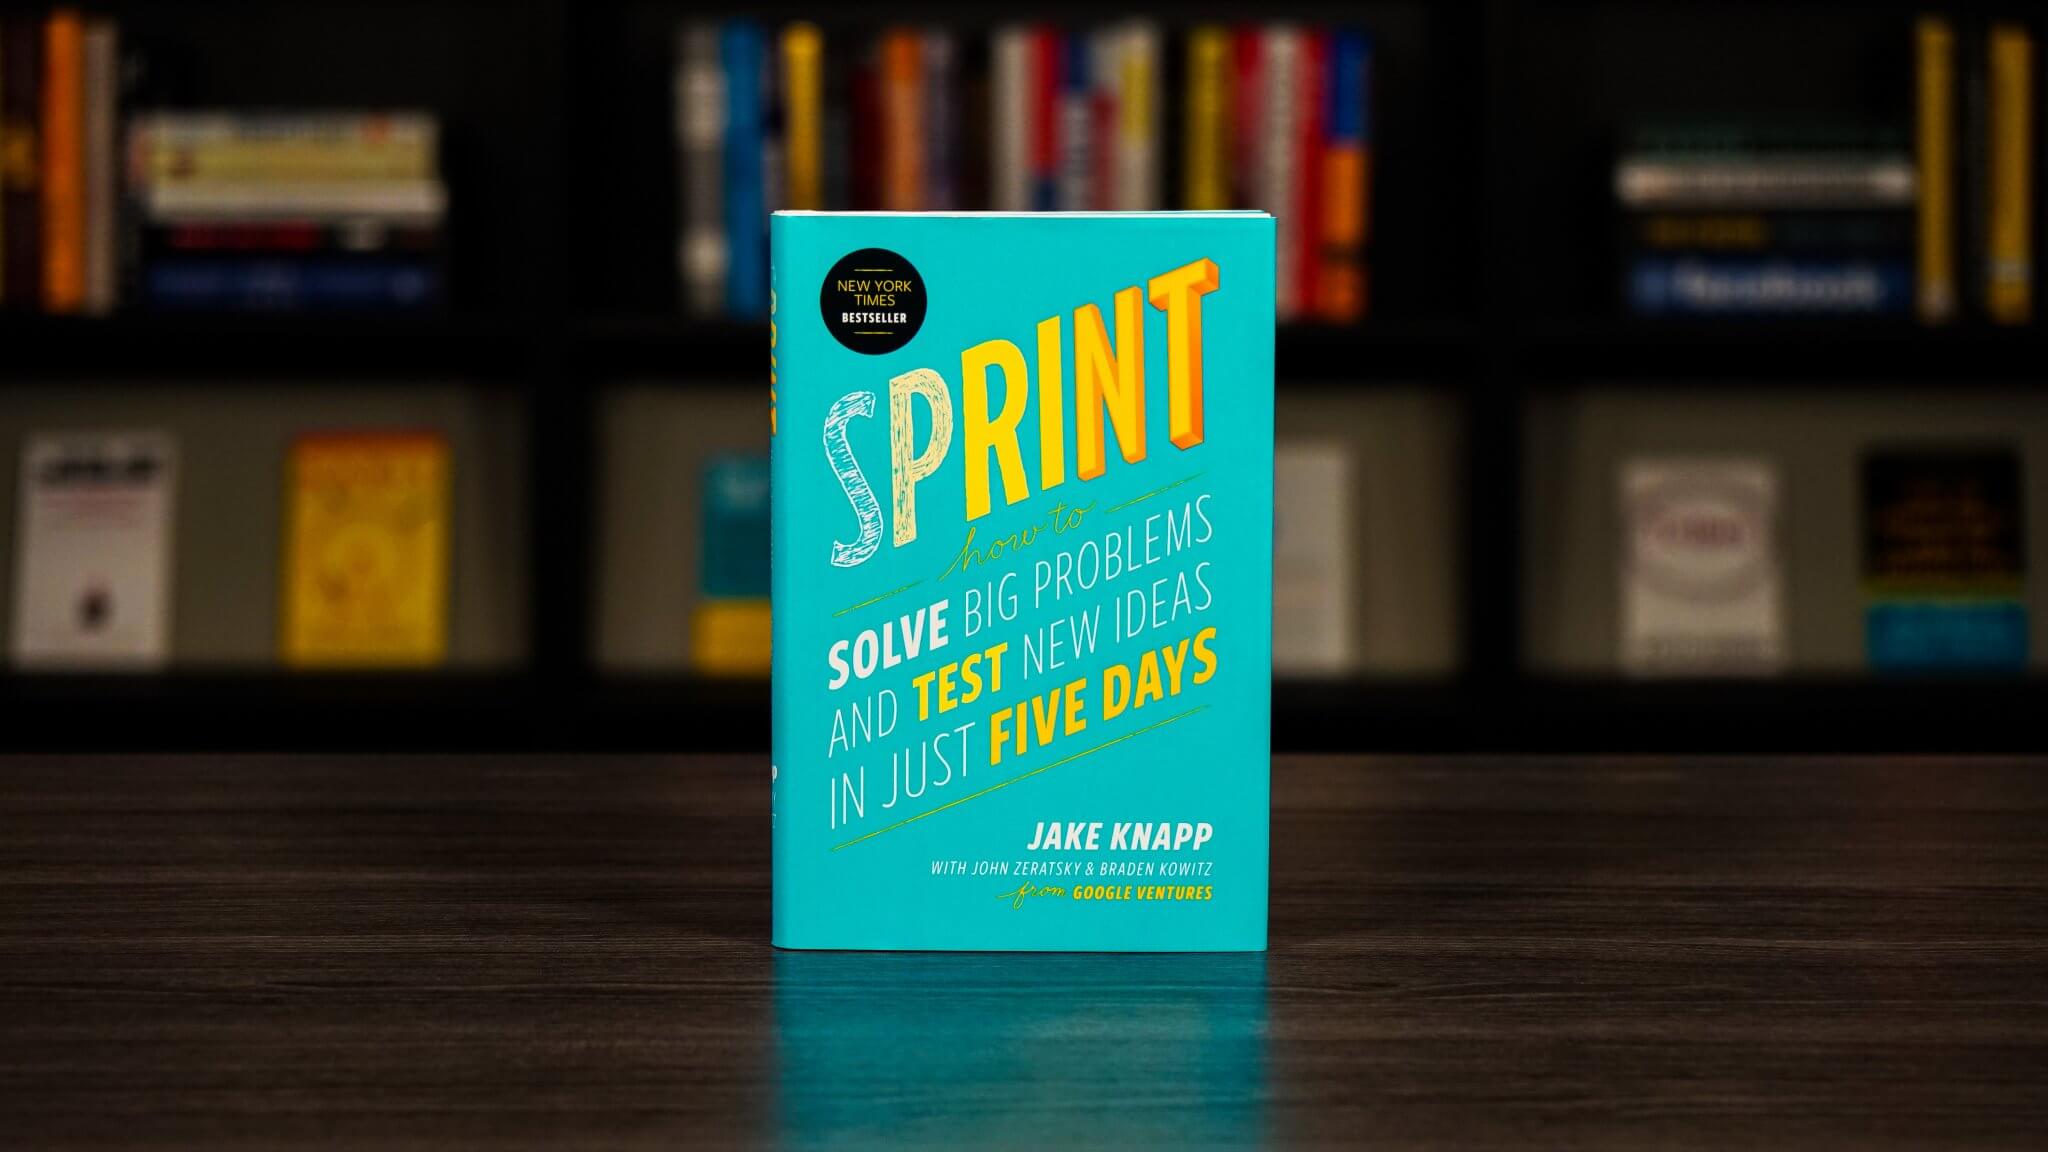 NEW YORK
TIMES
BESTSELLER
SPRINT
how to
SOLVE BIG PROBLEMS
AND TEST NEW IDEAS
IN JUST FIVE DAYS
JAKE KNAPP
WITH JOHN ZERATSKY & BRADEN KOWITZ
from GOOGLE VENTURES
facebook